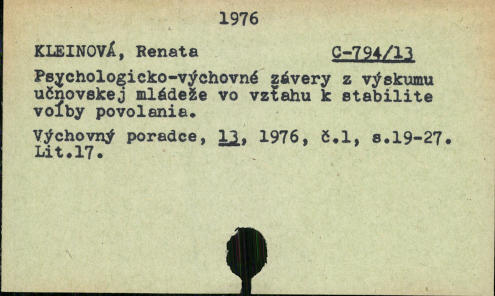 1976
KLEINOVÁ, Renata C-794/13
Psychologicko-výchovné závery z výskumu
učňovskej mládeže vo vzťahu k stabilite
voľby povolania.
Výchovný poradce, 13, 1976, č.1, s.19-27.
Lit.17.